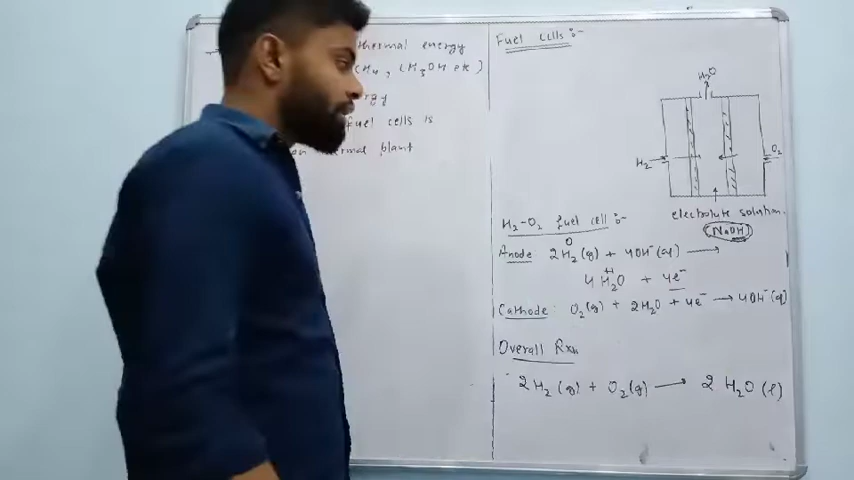 thermal energy
CH4, CH3OH etc)
fuel cells is
thermal plant
Fuel cells :-
H2O
H2
O2
electrolyte solution.
NaOH
H2-O2 fuel cell :-
Anode 2H2(g) + 4OH-(aq) →
0
4H2O + 4e-
+1
Cathode: O2(g) + 2H2O + 4e- → 4OH-(aq)
Overall Rxn
2H2(g) + O2(g) → 2H2O(l)